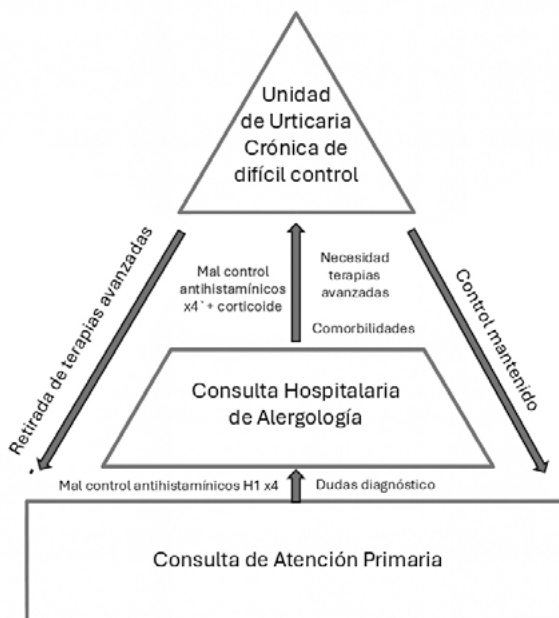 Unidad
de Urticaria
Crónica de
difícil control
Retirada de terapias avanzadas
Mal control
antihistamínicos
x4`+ corticoide
Necesidad
terapias
avanzadas
Comorbilidades
Control mantenido
Consulta Hospitalaria
de Alergología
Mal control antihistamínicos H1 x4
Dudas diagnóstico
Consulta de Atención Primaria